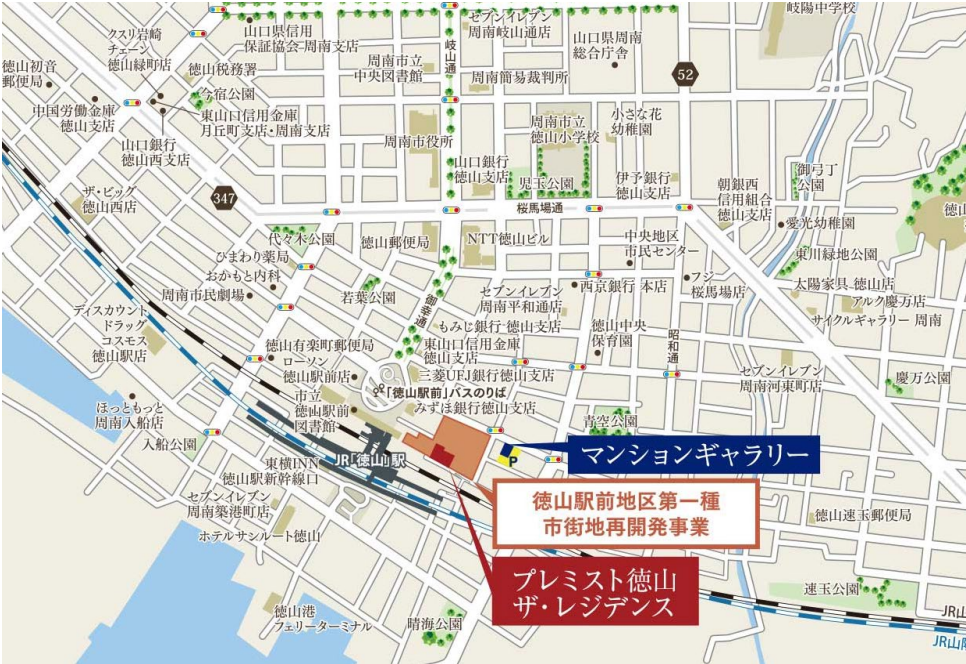 岐陽中学校
クスリ岩崎
チェーン
徳山緑町店
山口県信用
保証協会 周南支店
岐山通
セブンイレブン
周南岐山通店
山口県周南
総合庁舎
52
徳山初音
郵便局
徳山税務署
周南市立
中央図書館
周南簡易裁判所
今宿公園
中国労働金庫
徳山支店
東山口信用金庫
月丘町支店・周南支店
小さな花
幼稚園
周南市立
徳山小学校
周南市役所
山口銀行
徳山西支店
山口銀行
徳山支店
児玉公園
伊予銀行
徳山支店
御弓丁
公園
朝銀西
信用組合
徳山支店
ザ・ビッグ
徳山西店
347
桜馬場通
愛光幼稚園
代々木公園
徳山郵便局
NTT徳山ビル
中央地区
市民センター
ひまわり薬局
おかもと内科
周南市民劇場
東川緑地公園
フジ
桜馬場店
西京銀行 本店
太陽家具 徳山店
アルク慶万店
サイクルギャラリー 周南
若葉公園
御幸通
セブンイレブン
周南平和通店
ディスカウント
ドラッグ
コスモス
徳山駅店
もみじ銀行 徳山支店
徳山中央
保育園
昭和通
東山口信用金庫
徳山支店
徳山有楽町郵便局
ローソン
徳山駅前店
三菱UFJ銀行徳山支店
セブンイレブン
周南河東町店
慶万公園
「徳山駅前」バスのりば
みずほ銀行徳山支店
市立
徳山駅前
図書館
ほっともっと
周南入船店
入船公園
青空公園
JR「徳山」駅
P
マンションギャラリー
東横INN
徳山駅新幹線口
徳山駅前地区第一種
市街地再開発事業
セブンイレブン
周南築港町店
徳山速玉郵便局
ホテルサンルート徳山
プレミスト徳山
ザ・レジデンス
速玉公園
徳山港
フェリーターミナル
晴海公園
JR山
JR山陽